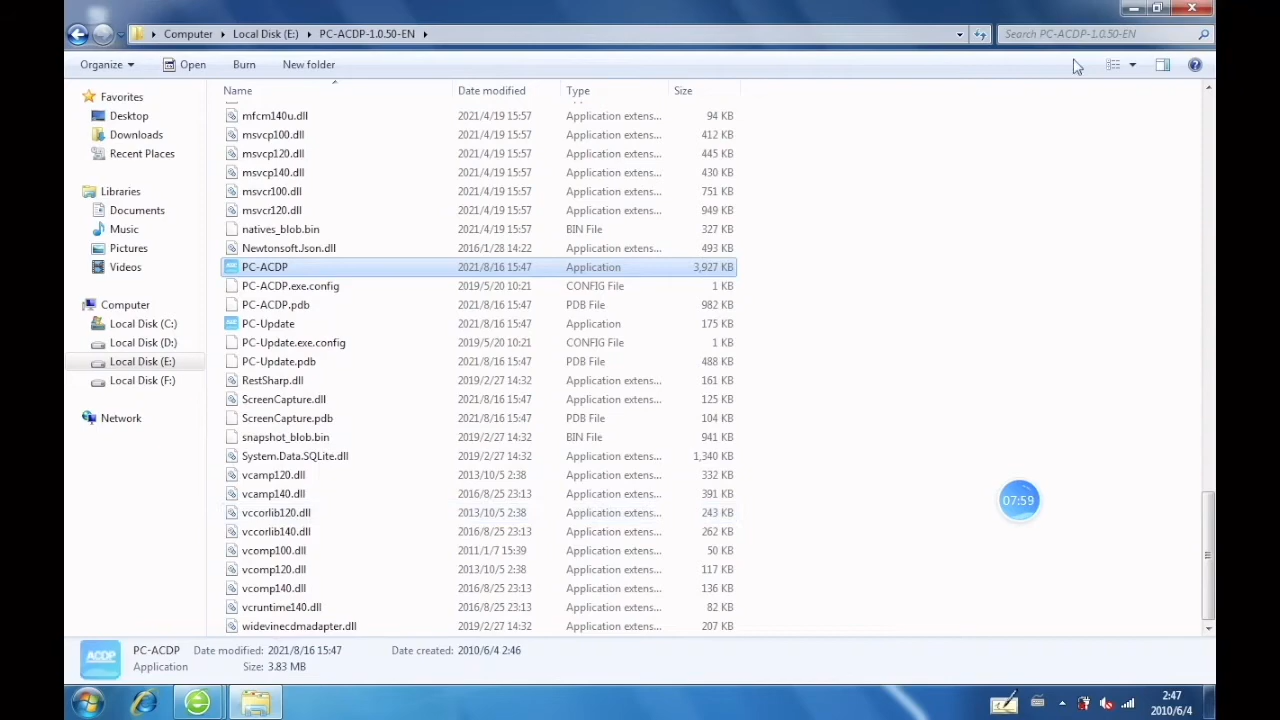 Computer Local Disk (E:) PC-ACDP-1.0.50-EN Search PC-ACDP-1.0.50-EN
Organize Open Burn New folder
Name Date modified Type Size
Favorites
Desktop
Downloads
Recent Places
Libraries
Documents
Music
Pictures
Videos
Computer
Local Disk (C:)
Local Disk (D:)
Local Disk (E:)
Local Disk (F:)
Network
mfcm140u.dll 2021/4/19 15:57 Application extens... 94 KB
msvcp100.dll 2021/4/19 15:57 Application extens... 412 KB
msvcp120.dll 2021/4/19 15:57 Application extens... 445 KB
msvcp140.dll 2021/4/19 15:57 Application extens... 430 KB
msvcr100.dll 2021/4/19 15:57 Application extens... 751 KB
msvcr120.dll 2021/4/19 15:57 Application extens... 949 KB
natives_blob.bin 2021/4/19 15:57 BIN File 327 KB
Newtonsoft.Json.dll 2016/1/28 14:22 Application extens... 493 KB
PC-ACDP 2021/8/16 15:47 Application 3,927 KB
PC-ACDP.exe.config 2019/5/20 10:21 CONFIG File 1 KB
PC-ACDP.pdb 2021/8/16 15:47 PDB File 982 KB
PC-Update 2021/8/16 15:47 Application 175 KB
PC-Update.exe.config 2019/5/20 10:21 CONFIG File 1 KB
PC-Update.pdb 2021/8/16 15:47 PDB File 488 KB
RestSharp.dll 2019/2/27 14:32 Application extens... 161 KB
ScreenCapture.dll 2021/8/16 15:47 Application extens... 125 KB
ScreenCapture.pdb 2021/8/16 15:47 PDB File 104 KB
snapshot_blob.bin 2019/2/27 14:32 BIN File 941 KB
System.Data.SQLite.dll 2019/2/27 14:32 Application extens... 1,340 KB
vcamp120.dll 2013/10/5 2:38 Application extens... 332 KB
vcamp140.dll 2016/8/25 23:13 Application extens... 391 KB
vccorlib120.dll 2013/10/5 2:38 Application extens... 243 KB
vccorlib140.dll 2016/8/25 23:13 Application extens... 262 KB
vcomp100.dll 2011/1/7 15:39 Application extens... 50 KB
vcomp120.dll 2013/10/5 2:38 Application extens... 117 KB
vcomp140.dll 2016/8/25 23:13 Application extens... 136 KB
vcruntime140.dll 2016/8/25 23:13 Application extens... 82 KB
widevinecdmadapter.dll 2019/2/27 14:32 Application extens... 207 KB
07:59
ACDP
PC-ACDP Date modified: 2021/8/16 15:47 Date created: 2010/6/4 2:46
Application Size: 3.83 MB
2:47
2010/6/4